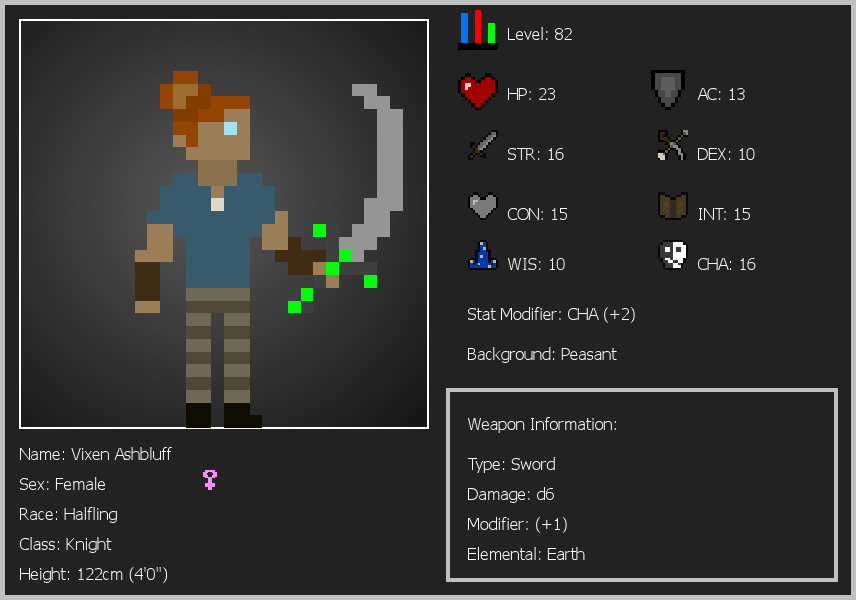 Level: 82
HP: 23
AC: 13
STR: 16
DEX: 10
CON: 15
INT: 15
WIS: 10
CHA: 16
Stat Modifier: CHA (+2)
Background: Peasant
Weapon Information:
Type: Sword
Damage: d6
Modifier: (+1)
Elemental: Earth
Name: Vixen Ashbluff
Sex: Female
Race: Halfling
Class: Knight
Height: 122cm (4'0")